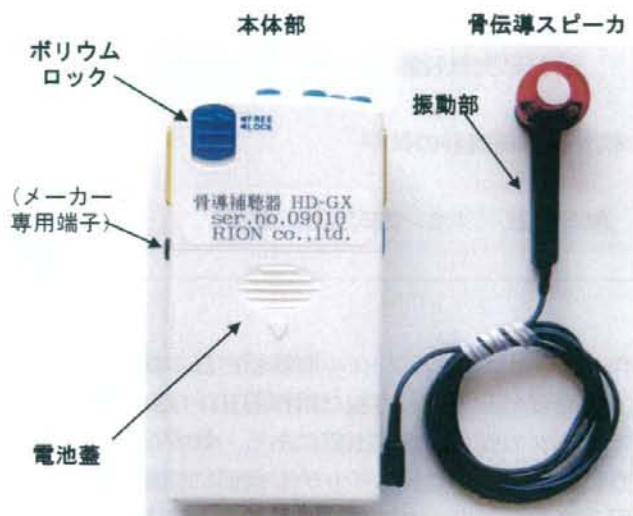 本体部
骨伝導スピーカ
ボリウム
ロック
振動部
◀FREE
◀LOCK
(メーカー
専用端子)
骨導補聴器 HD-GX
ser.no.09010
RION co.,ltd.
電池蓋